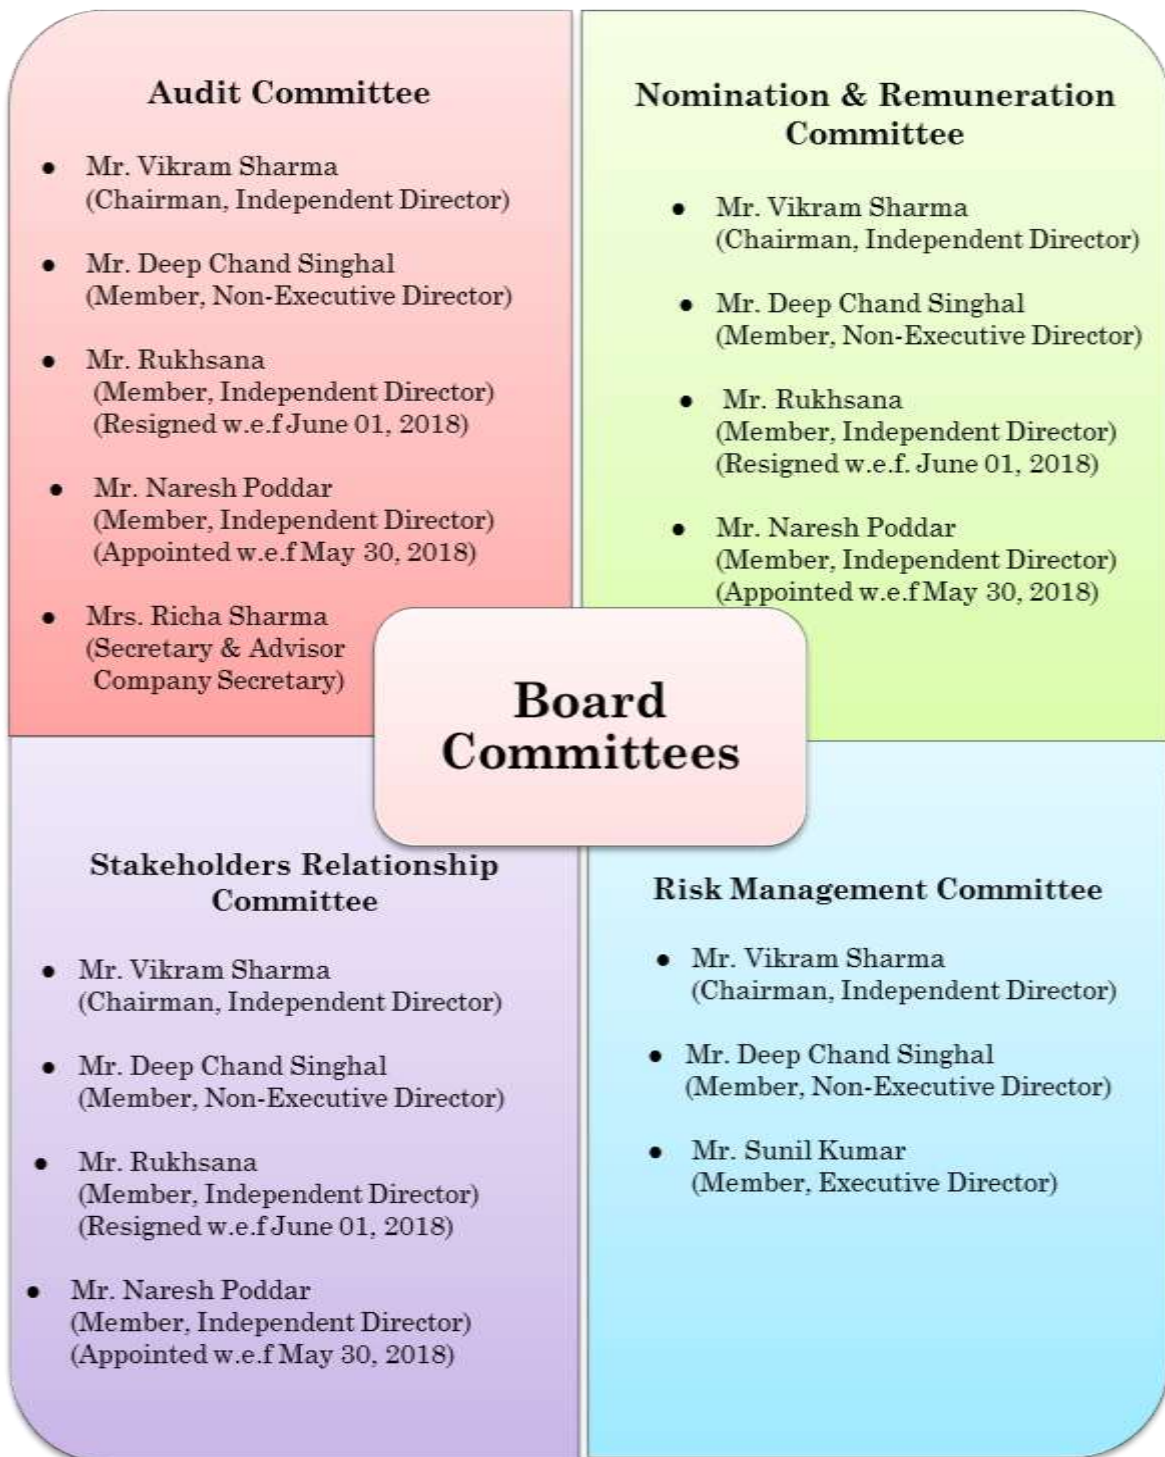 Audit Committee
● Mr. Vikram Sharma
(Chairman, Independent Director)
● Mr. Deep Chand Singhal
(Member, Non-Executive Director)
● Mr. Rukhsana
(Member, Independent Director)
(Resigned w.e.f June 01, 2018)
● Mr. Naresh Poddar
(Member, Independent Director)
(Appointed w.e.f May 30, 2018)
● Mrs. Richa Sharma
(Secretary & Advisor
Company Secretary)
Nomination & Remuneration
Committee
● Mr. Vikram Sharma
(Chairman, Independent Director)
● Mr. Deep Chand Singhal
(Member, Non-Executive Director)
● Mr. Rukhsana
(Member, Independent Director)
(Resigned w.e.f. June 01, 2018)
● Mr. Naresh Poddar
(Member, Independent Director)
(Appointed w.e.f May 30, 2018)
Board
Committees
Stakeholders Relationship
Committee
● Mr. Vikram Sharma
(Chairman, Independent Director)
● Mr. Deep Chand Singhal
(Member, Non-Executive Director)
● Mr. Rukhsana
(Member, Independent Director)
(Resigned w.e.f June 01, 2018)
● Mr. Naresh Poddar
(Member, Independent Director)
(Appointed w.e.f May 30, 2018)
Risk Management Committee
● Mr. Vikram Sharma
(Chairman, Independent Director)
● Mr. Deep Chand Singhal
(Member, Non-Executive Director)
● Mr. Sunil Kumar
(Member, Executive Director)